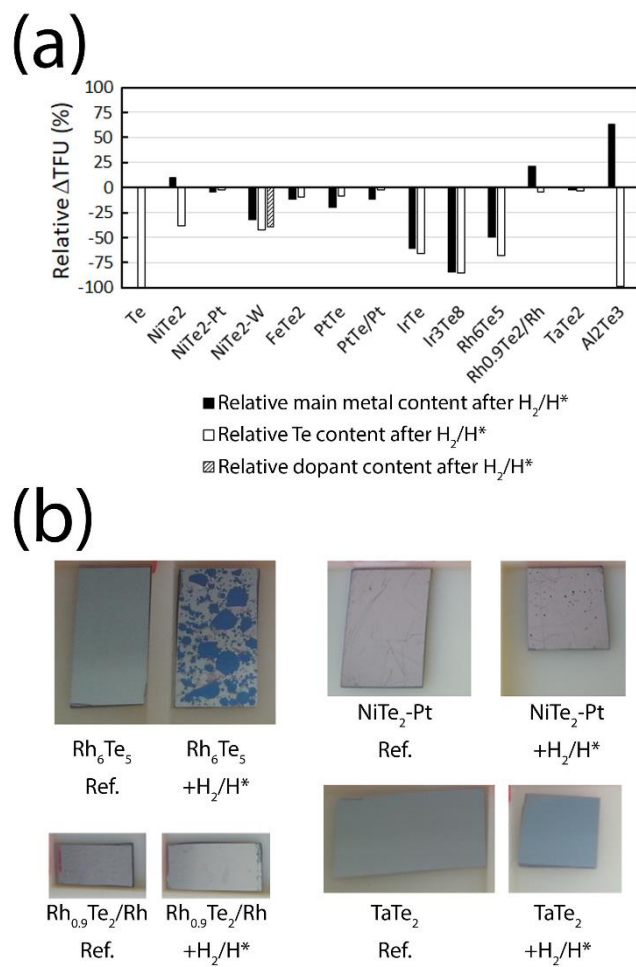 (a)
Relative ΔTFU (%)
100
75
50
25
0
-25
-50
-75
-100
Te
NiTe2
NiTe2-Pt
NiTe2-W
FeTe2
PtTe
PtTe/Pt
IrTe
Ir3Te8
Rh6Te5
Rh0.9Te2/Rh
TaTe2
Al2Te3
Relative main metal content after H₂/H*
Relative Te content after H₂/H*
Relative dopant content after H₂/H*
(b)
Rh₆Te₅ Rh₆Te₅
Ref. +H₂/H*
NiTe₂-Pt NiTe₂-Pt
Ref. +H₂/H*
Rh₀.₉Te₂/Rh Rh₀.₉Te₂/Rh
Ref. +H₂/H*
TaTe₂ TaTe₂
Ref. +H₂/H*